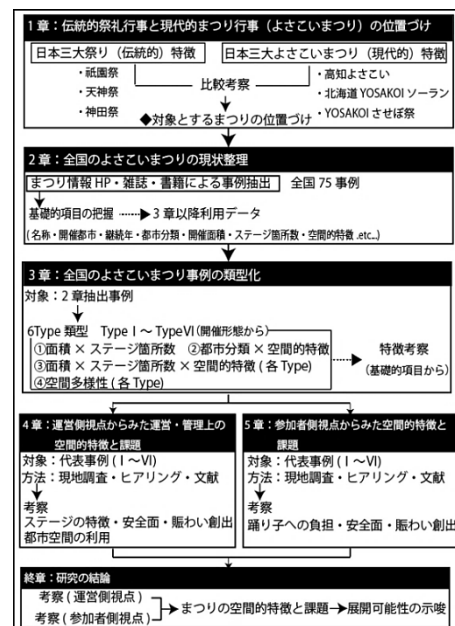 1章：伝統的祭礼行事と現代的まつり行事（よさこいまつり）の位置づけ
日本三大祭り（伝統的）特徴
・祇園祭
・天神祭
・神田祭
日本三大よさこいまつり（現代的）特徴
・高知よさこい
・北海道 YOSAKOI ソーラン
・YOSAKOI させぼ祭
比較考察
◆対象とするまつりの位置づけ
2章：全国のよさこいまつりの現状整理
まつり情報 HP・雑誌・書籍による事例抽出
全国 75 事例
基礎的項目の把握
3 章以降利用データ
(名称・開催都市・継続年・都市分類・開催面積・ステージ箇所数・空間的特徴 .etc...)
3章：全国のよさこいまつり事例の類型化
対象：2 章抽出事例
6Type 類型 Type Ⅰ～TypeⅥ (開催形態から)
①面積 × ステージ箇所数 ②都市分類 × 空間的特徴
③面積 × ステージ箇所数 × 空間的特徴 ( 各 Type)
④空間多様性 ( 各 Type)
特徴考察
(基礎的項目から)
4章：運営側視点からみた運営・管理上の
空間的特徴と課題
対象：代表事例 (Ⅰ～Ⅵ)
方法：現地調査・ヒアリング・文献
考察
ステージの特徴・安全面・賑わい創出
都市空間の利用
5章：参加者側視点からみた空間的特徴と
課題
対象：代表事例 (Ⅰ～Ⅵ)
方法：現地調査・ヒアリング・文献
考察
踊り子への負担・安全面・賑わい創出
終章：研究の結論
考察 ( 運営側視点 )
考察 ( 参加者側視点 )
まつりの空間的特徴と課題
展開可能性の示唆